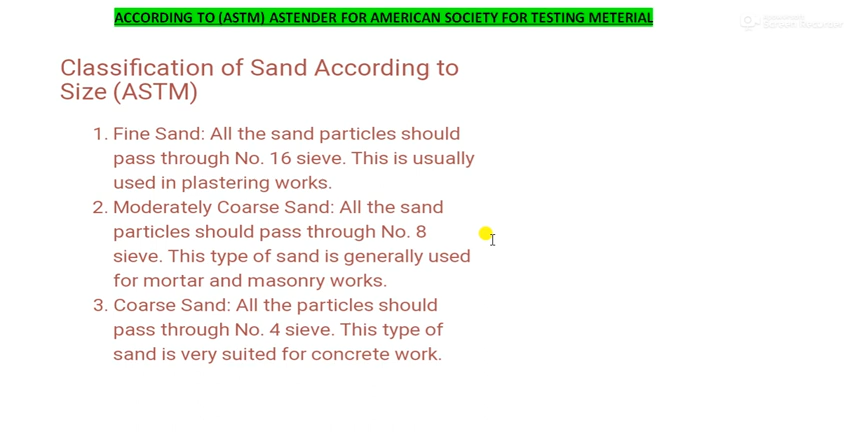 ACCORDING TO (ASTM) ASTENDER FOR AMERICAN SOCIETY FOR TESTING METERIAL
Classification of Sand According to
Size (ASTM)
1. Fine Sand: All the sand particles should
pass through No. 16 sieve. This is usually
used in plastering works.
2. Moderately Coarse Sand: All the sand
particles should pass through No. 8
sieve. This type of sand is generally used
for mortar and masonry works.
3. Coarse Sand: All the particles should
pass through No. 4 sieve. This type of
sand is very suited for concrete work.